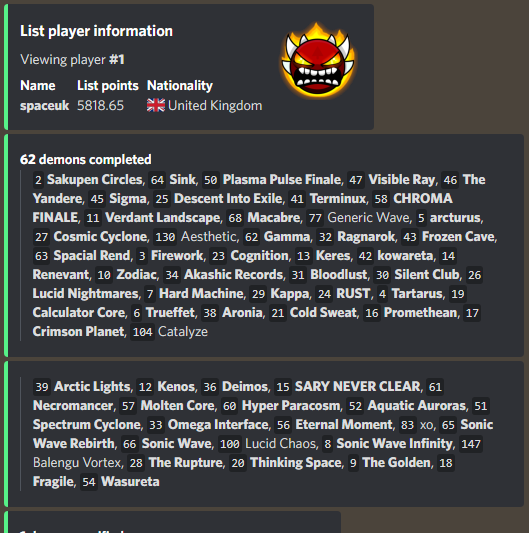 List player information
Viewing player #1
Name List points Nationality
spaceuk 5818.65 United Kingdom
62 demons completed
2 Sakupen Circles, 64 Sink, 50 Plasma Pulse Finale, 47 Visible Ray, 46 The
Yandere, 45 Sigma, 25 Descent Into Exile, 41 Terminux, 58 CHROMA
FINALE, 11 Verdant Landscape, 68 Macabre, 77 Generic Wave, 5 arcturus,
27 Cosmic Cyclone, 130 Aesthetic, 62 Gamma, 32 Ragnarok, 43 Frozen Cave,
63 Spacial Rend, 3 Firework, 23 Cognition, 13 Keres, 42 kowareta, 14
Renevant, 10 Zodiac, 34 Akashic Records, 31 Bloodlust, 30 Silent Club, 26
Lucid Nightmares, 7 Hard Machine, 29 Kappa, 24 RUST, 4 Tartarus, 19
Calculator Core, 6 Trueffet, 38 Aronia, 21 Cold Sweat, 16 Promethean, 17
Crimson Planet, 104 Catalyze
39 Arctic Lights, 12 Kenos, 36 Deimos, 15 SARY NEVER CLEAR, 61
Necromancer, 57 Molten Core, 60 Hyper Paracosm, 52 Aquatic Auroras, 51
Spectrum Cyclone, 33 Omega Interface, 56 Eternal Moment, 83 xo, 65 Sonic
Wave Rebirth, 66 Sonic Wave, 100 Lucid Chaos, 8 Sonic Wave Infinity, 147
Balengu Vortex, 28 The Rupture, 20 Thinking Space, 9 The Golden, 18
Fragile, 54 Wasureta